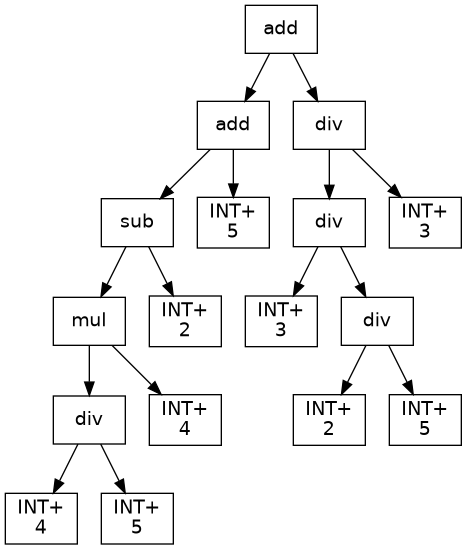 add
add
div
sub
INT+
5
div
INT+
3
mul
INT+
2
INT+
3
div
div
INT+
4
INT+
2
INT+
5
INT+
4
INT+
5